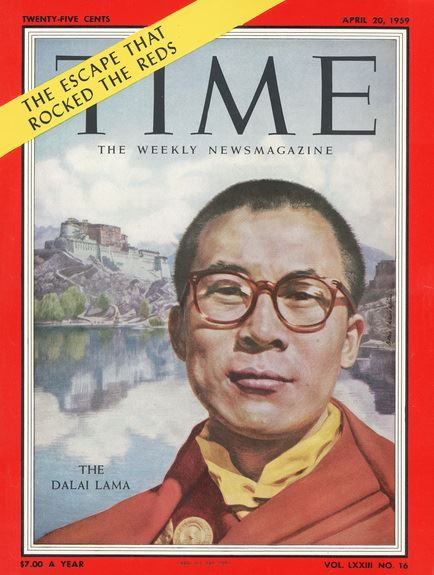 TWENTY-FIVE CENTS
APRIL 20, 1959
THE ESCAPE THAT
ROCKED THE REDS
TIME
THE WEEKLY NEWSMAGAZINE
THE
DALAI LAMA
$7.00 A YEAR
VOL. LXXIII NO. 16